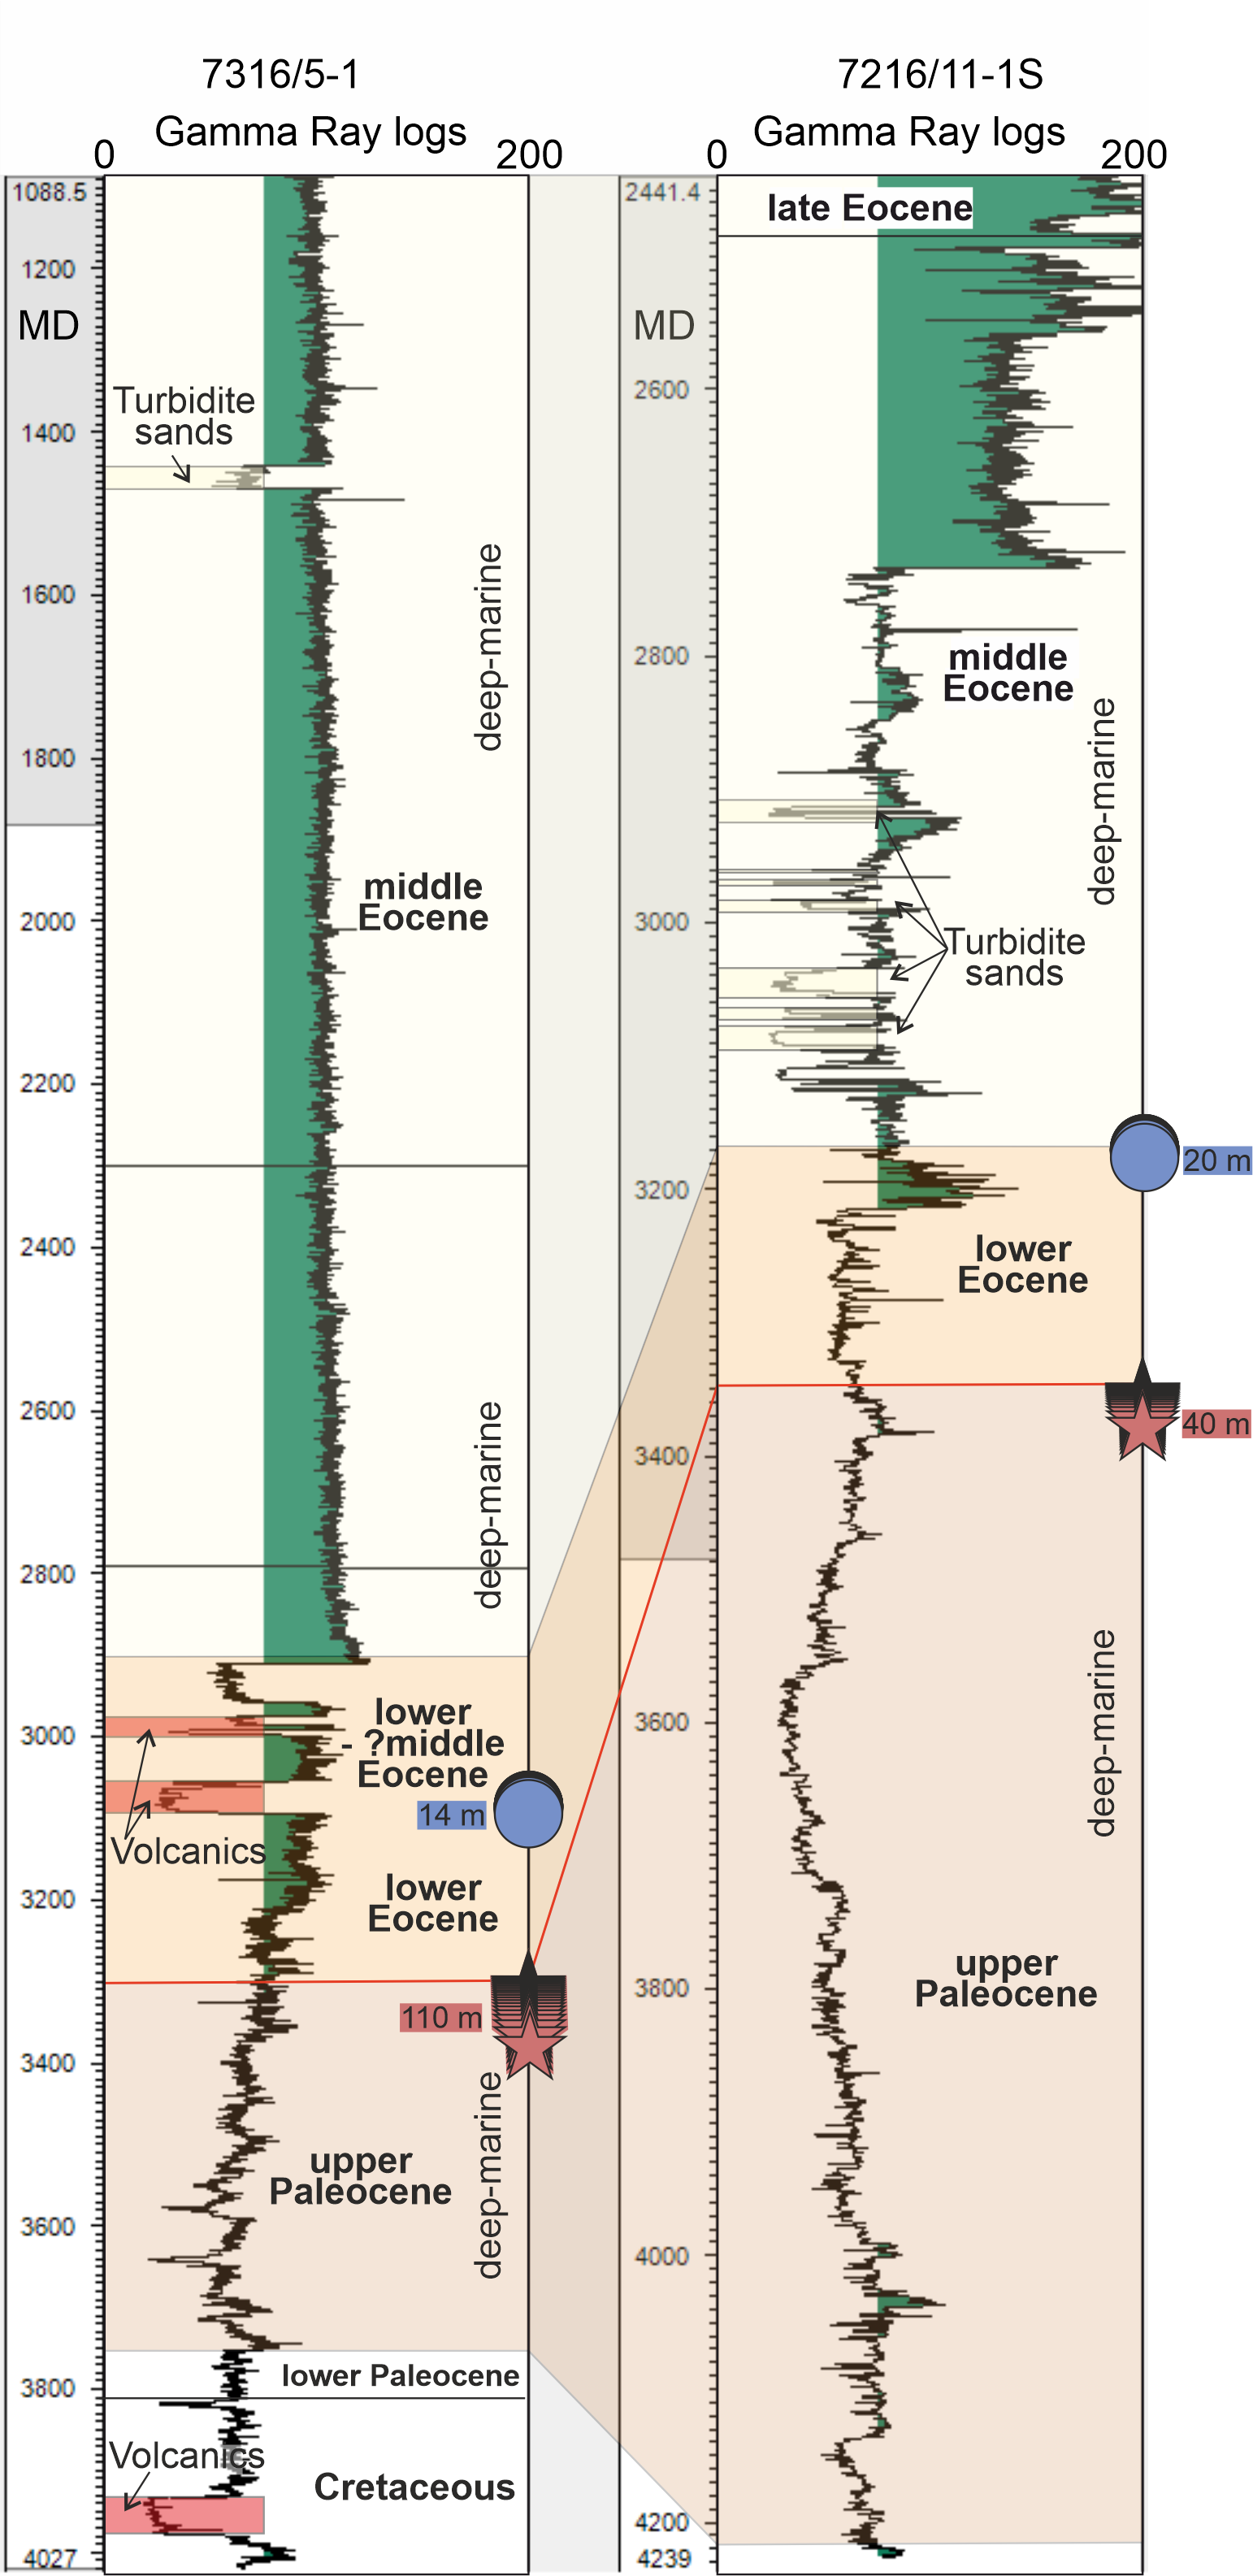 7316/5-1
Gamma Ray logs
0 200
1088.5
1200
MD
Turbidite
sands
1400
1600
deep-marine
1800
middle
Eocene
2000
2200
2400
2600
deep-marine
2800
lower
- ?middle
Eocene
3000
14 m
Volcanics
lower
Eocene
3200
110 m
3400
deep-marine
upper
Paleocene
3600
lower Paleocene
3800
Volcanics
Cretaceous
4027
7216/11-1S
Gamma Ray logs
0 200
2441.4
late Eocene
MD
2600
2800
middle
Eocene
deep-marine
3000
Turbidite
sands
20 m
3200
lower
Eocene
40 m
3400
3600
deep-marine
upper
Paleocene
3800
4000
4200
4239